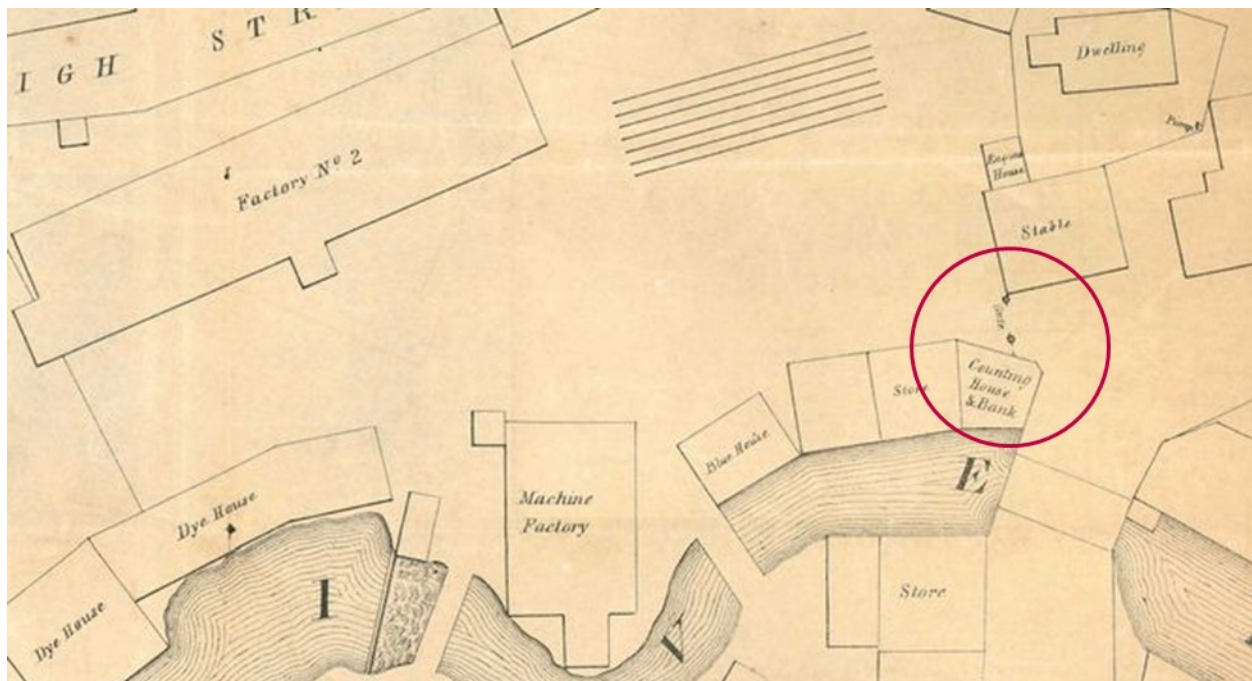 IGH STR
Dwelling
Pump
Engine
House
Factory Nº 2
Stable
Gate
Counting
House
& Bank
Store
Blue House
E
Machine
Factory
Dye House
I
Store
Dye House
V